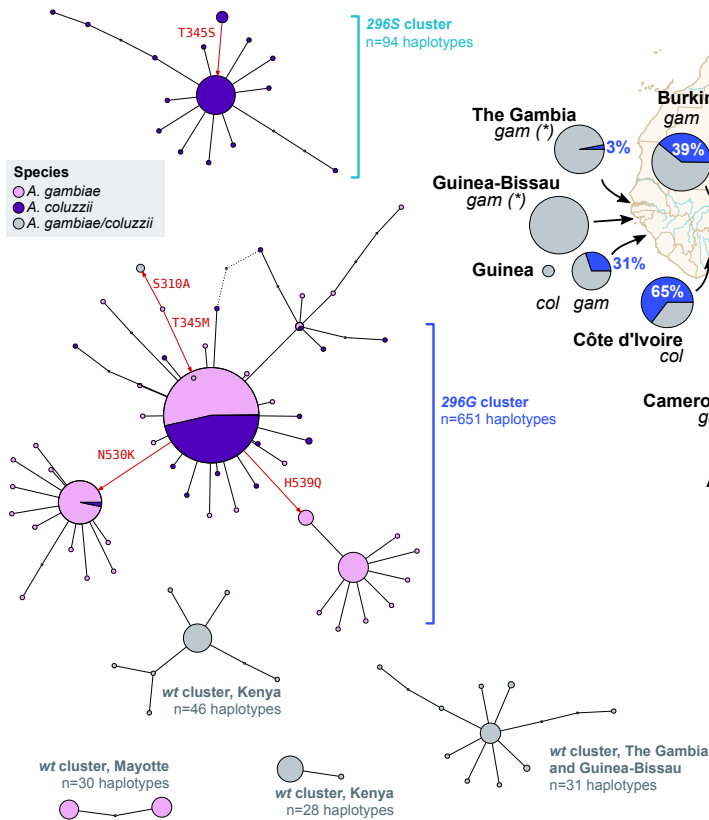 T345S
296S cluster
n=94 haplotypes
Species
A. gambiae
A. coluzzii
A. gambiae/coluzzii
The Gambia
gam (*)
3%
Burkin
gam
39%
Guinea-Bissau
gam (*)
Guinea
col
gam
31%
65%
Côte d'Ivoire
col
Camero
g
A
S310A
T345M
296G cluster
n=651 haplotypes
N530K
H539Q
wt cluster, Kenya
n=46 haplotypes
wt cluster, The Gambia
and Guinea-Bissau
n=31 haplotypes
wt cluster, Mayotte
n=30 haplotypes
wt cluster, Kenya
n=28 haplotypes